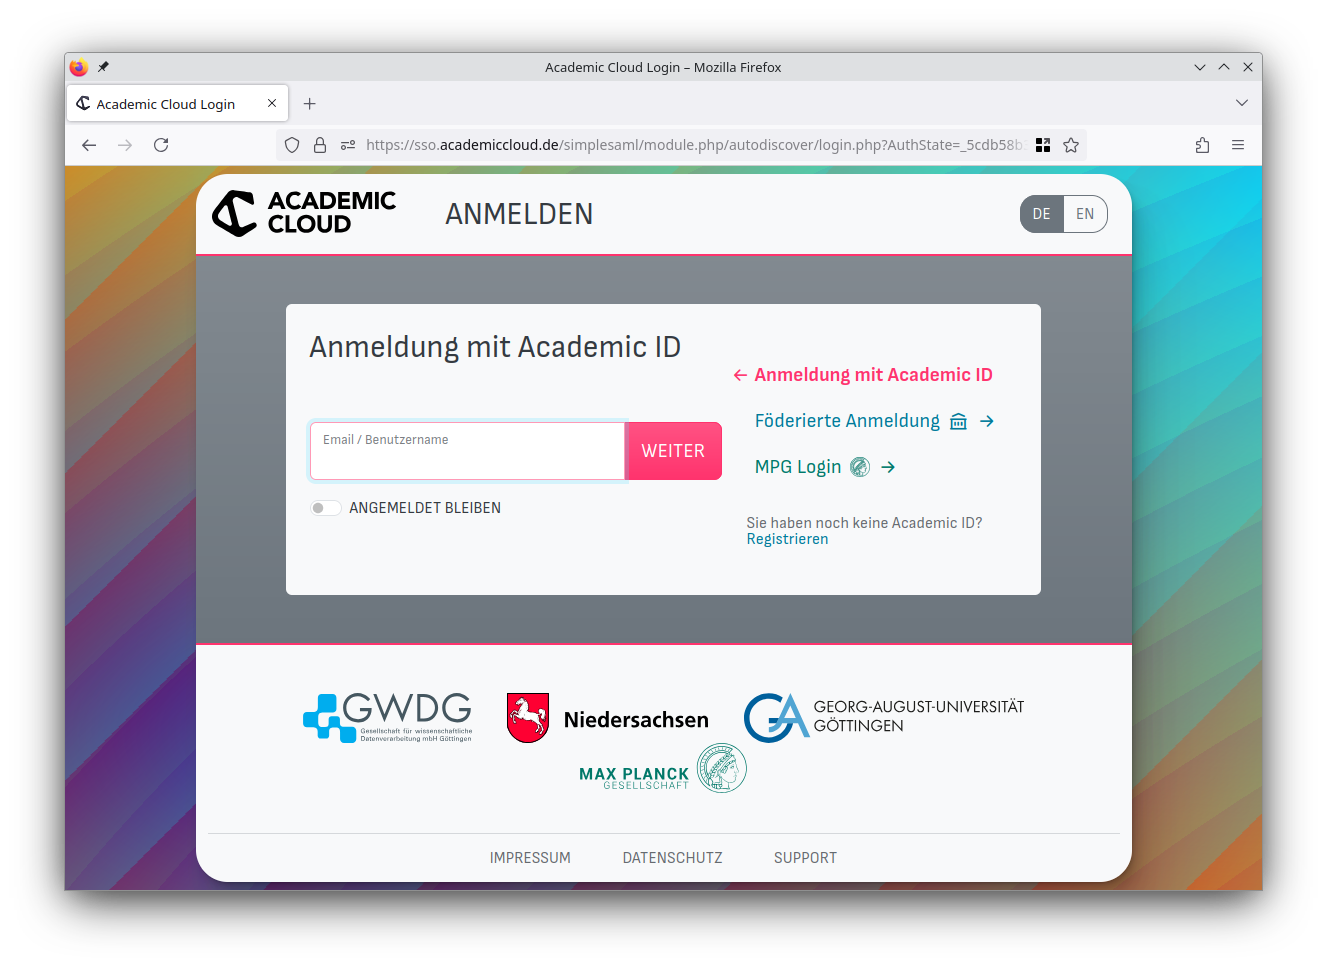 Academic Cloud Login – Mozilla Firefox
Academic Cloud Login
https://sso.academiccloud.de/simplesaml/module.php/autodiscover/login.php?AuthState=_5cdb58b
ACADEMIC
CLOUD
ANMELDEN
DE EN
Anmeldung mit Academic ID
Anmeldung mit Academic ID
Föderierte Anmeldung
Email / Benutzername
WEITER
MPG Login
ANGEMELDET BLEIBEN
Sie haben noch keine Academic ID?
Registrieren
GWDG
Gesellschaft für wissenschaftliche
Datenverarbeitung mbH Göttingen
Niedersachsen
GEORG-AUGUST-UNIVERSITÄT
GÖTTINGEN
MAX PLANCK
GESELLSCHAFT
IMPRESSUM DATENSCHUTZ SUPPORT